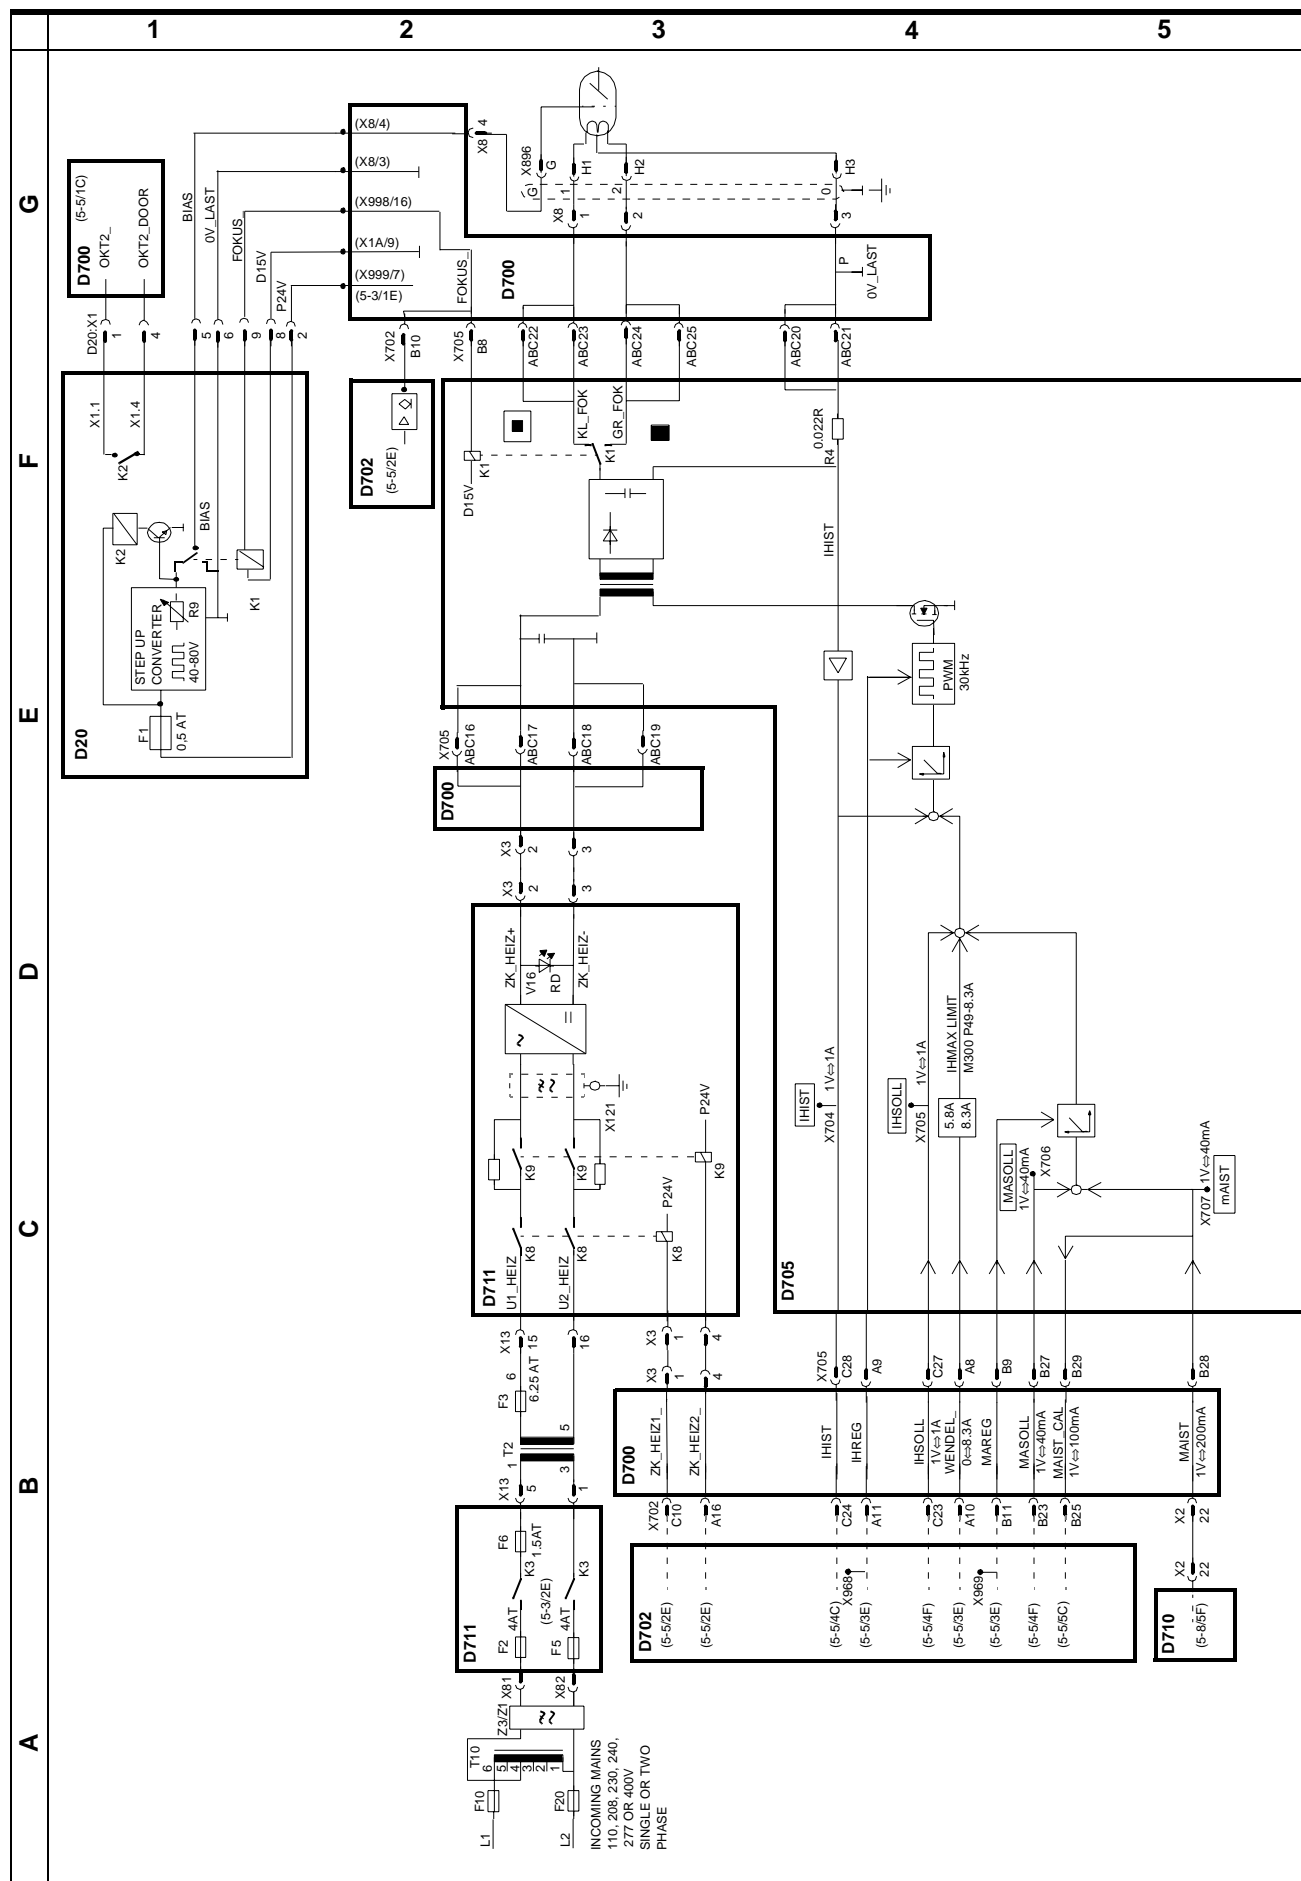 1
2
3
4
5
A
B
C
D
E
F
G
L1
L2
F10
F20
T10
6
5
4
3
2
1
INCOMING MAINS
110, 208, 230, 240,
277 OR 400V
SINGLE OR TWO
PHASE
Z3/Z1
X81
X82
D711
F2
4AT
F5
4AT
K3
(5-3/2E)
K3
F6
1.5AT
X13
5
1
1
T2
3
5
F3
6
6.25 AT
X13
15
16
D711
U1_HEIZ
U2_HEIZ
K8
K8
K9
K9
K8
P24V
K9
P24V
X121
V16
RD
ZK_HEIZ+
ZK_HEIZ-
X3
2
3
X3
2
3
X3
1
4
X3
1
4
D700
X705
ABC16
ABC17
ABC18
ABC19
D20
F1
0,5 AT
STEP UP
CONVERTER
40-80V
R9
K1
K2
BIAS
K2
X1.1
X1.4
D20:X1
1
4
5
6
9
8
2
D700
(5-5/1C)
OKT2_
OKT2_DOOR
BIAS
0V_LAST
FOKUS_
D15V
P24V
(X8/4)
(X8/3)
(X998/16)
(X1A/9)
(X999/7)
(5-3/1E)
FOKUS_
D700
X702
B10
X705
B8
ABC22
ABC23
ABC24
ABC25
ABC20
ABC21
D702
(5-5/2E)
D15V
K1
K1
KL_FOK
GR_FOK
R4
0.022R
IHIST
P
0V_LAST
X8
4
X8
1
2
3
X896
G
G
H1
1
H2
2
H3
0
PWM
30kHz
D705
IHIST
X704
1V⇔1A
IHSOLL
X705
1V⇔1A
IHMAX LIMIT
M300 P49-8.3A
5.8A
8.3A
MASOLL
1V⇔40mA
X706
X707
1V⇔40mA
mAIST
X705
C28
A9
C27
A8
B9
B27
B29
B28
D700
ZK_HEIZ1_
ZK_HEIZ2_
IHIST
IHREG
IHSOLL
1V⇔1A
WENDEL_
0⇔8.3A
MAREG
MASOLL
1V⇔40mA
MAIST_CAL
1V⇔100mA
MAIST
1V⇔200mA
X702
C10
A16
C24
A11
C23
A10
B11
B23
B25
X2
22
D702
(5-5/2E)
(5-5/2E)
(5-5/4C)
(5-5/3E)
X968
(5-5/4F)
(5-5/3E)
(5-5/3E)
X969
(5-5/4F)
(5-5/5C)
X2
22
D710
(5-8/5F)